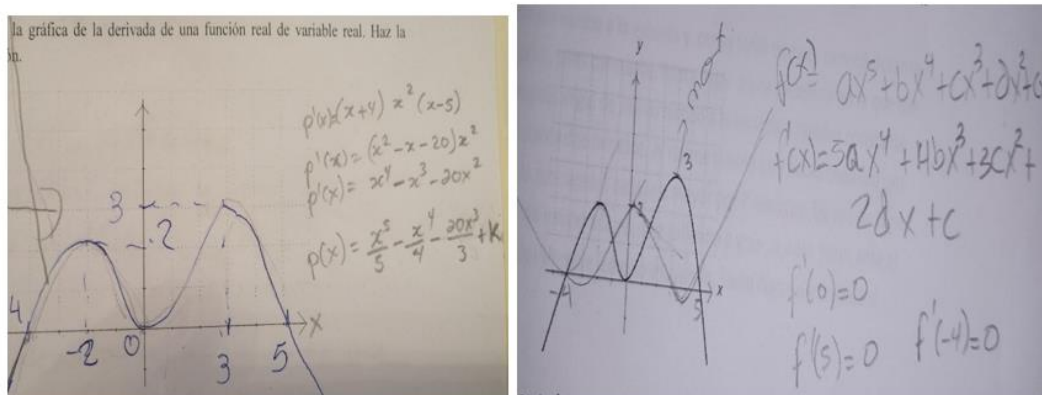 la gráfica de la derivada de una función real de variable real. Haz la
p'(x)=(x+4) x² (x-5)
p'(x) = (x²-x-20)x²
p'(x) = x⁴-x³-20x²
p(x) = x⁵/5 - x⁴/4 - 20x³/3 + K
3
2
4
-2
0
3
5
X
y
3
2
-4
5
x
f(x)= ax⁵+bx⁴+cx³+dx²+
f'(x)=5ax⁴+4bx³+3cx²+
2dx+c
f'(0)=0
f'(5)=0
f'(-4)=0